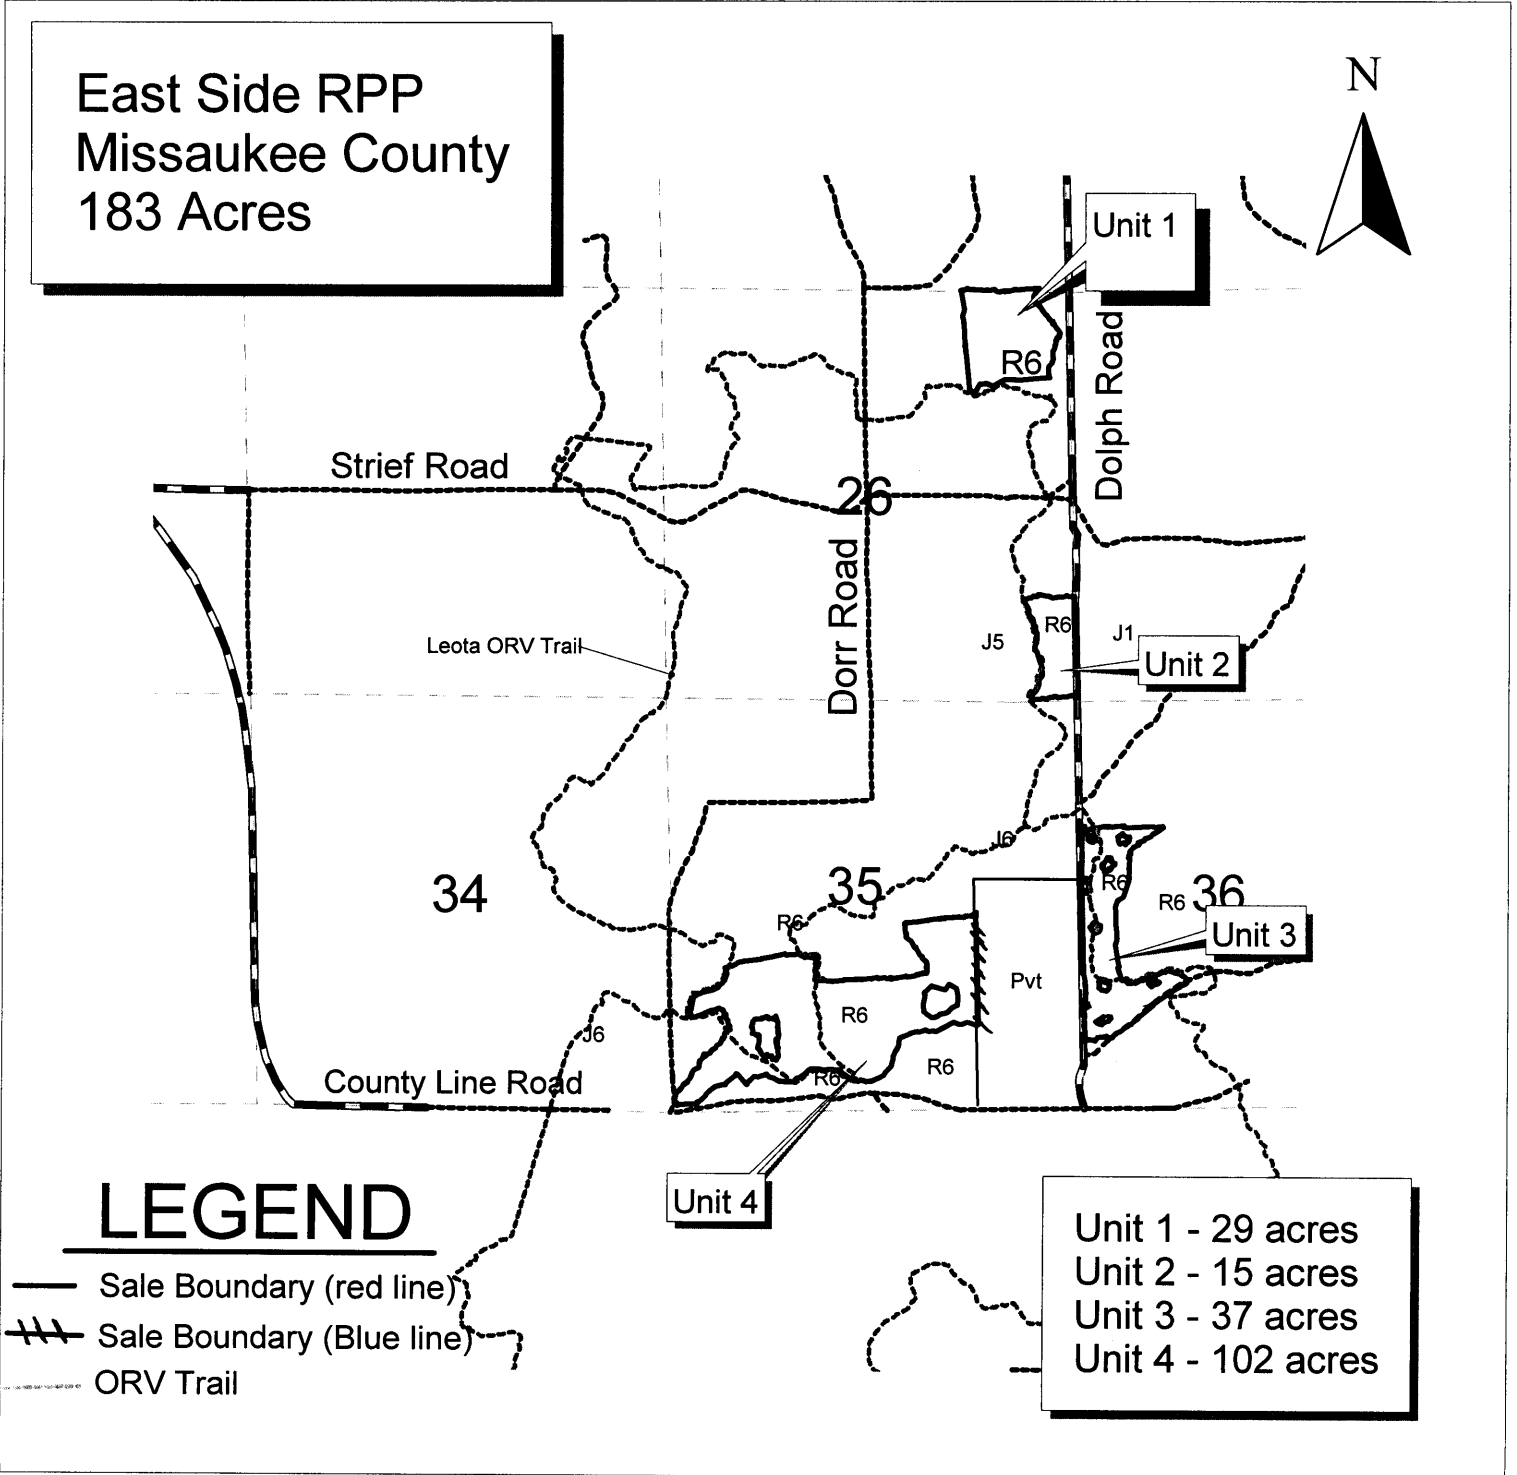 East Side RPP
Missaukee County
183 Acres
N
Unit 1
R6
Dolph Road
Strief Road
26
Dorr Road
Leota ORV Trail
J5
R6
J1
Unit 2
J6
34
35
R6
R6
36
R6
Unit 3
Pvt
R6
J6
R6
R6
County Line Road
Unit 4
LEGEND
Sale Boundary (red line)
Sale Boundary (Blue line)
ORV Trail
Unit 1 - 29 acres
Unit 2 - 15 acres
Unit 3 - 37 acres
Unit 4 - 102 acres